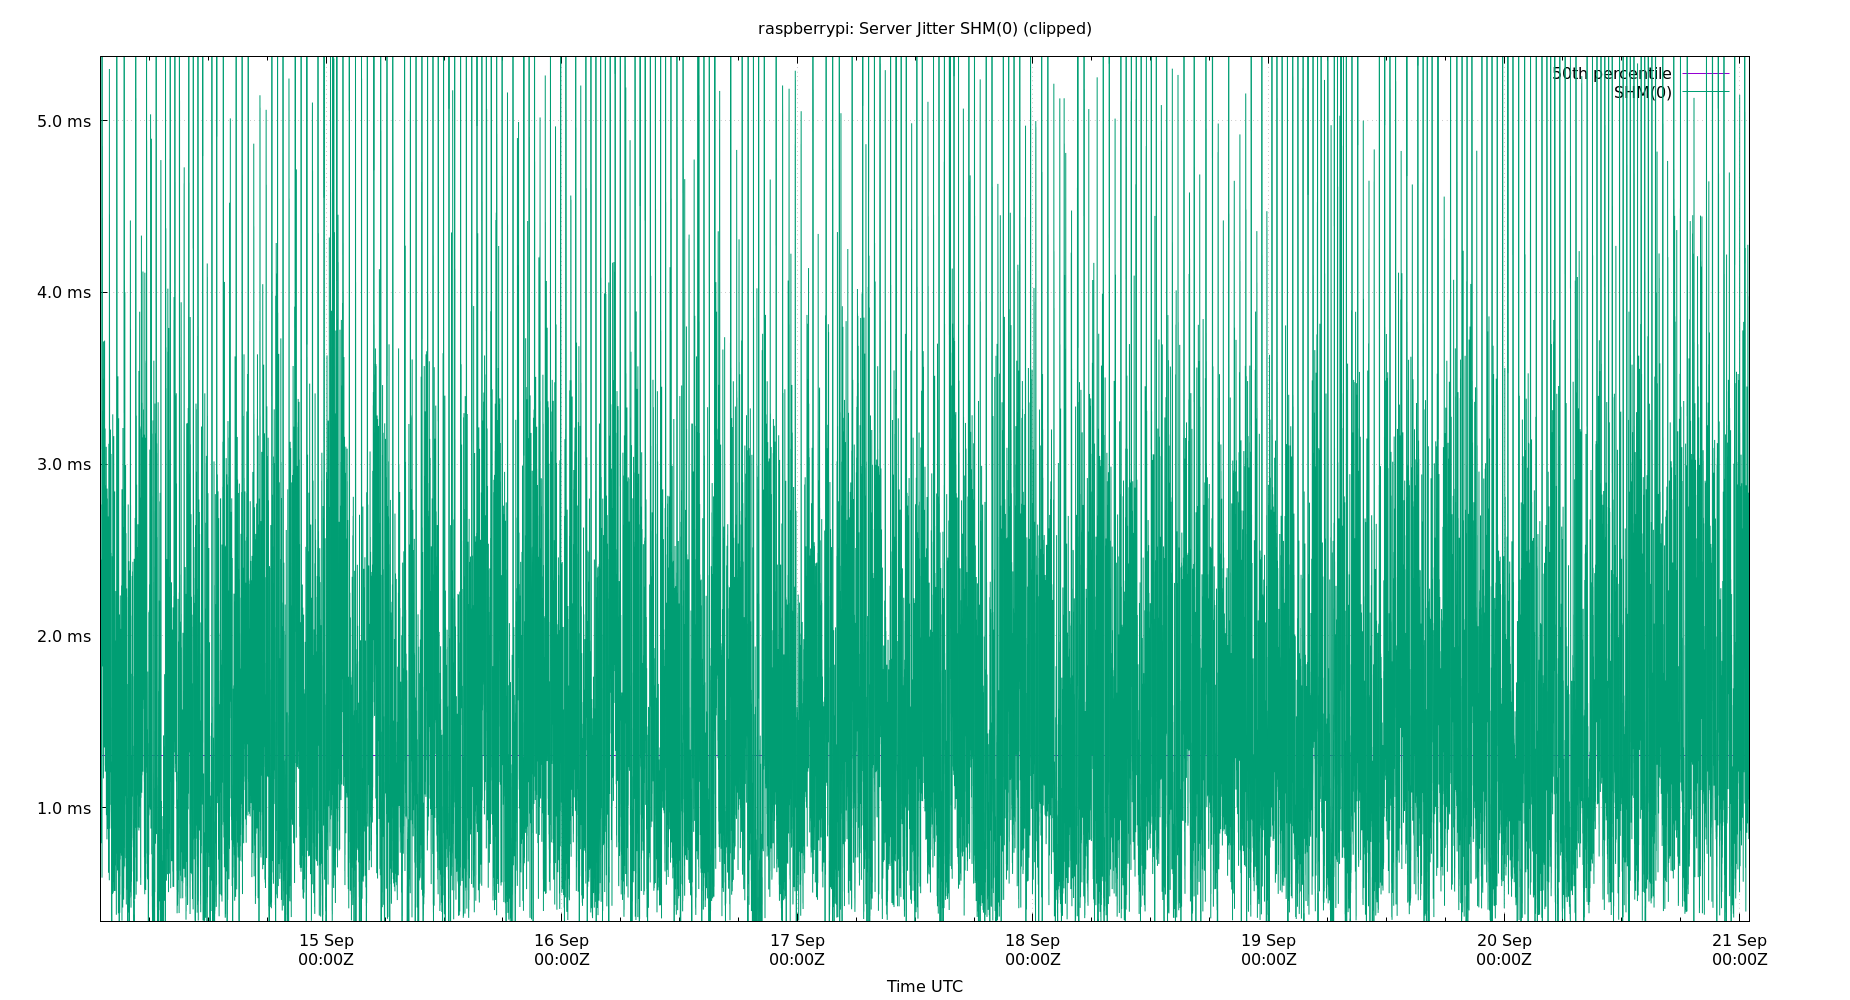 raspberrypi: Server Jitter SHM(0) (clipped)
50th percentile
SHM(0)
5.0 ms
4.0 ms
3.0 ms
2.0 ms
1.0 ms
15 Sep
00:00Z
16 Sep
00:00Z
17 Sep
00:00Z
18 Sep
00:00Z
19 Sep
00:00Z
20 Sep
00:00Z
21 Sep
00:00Z
Time UTC